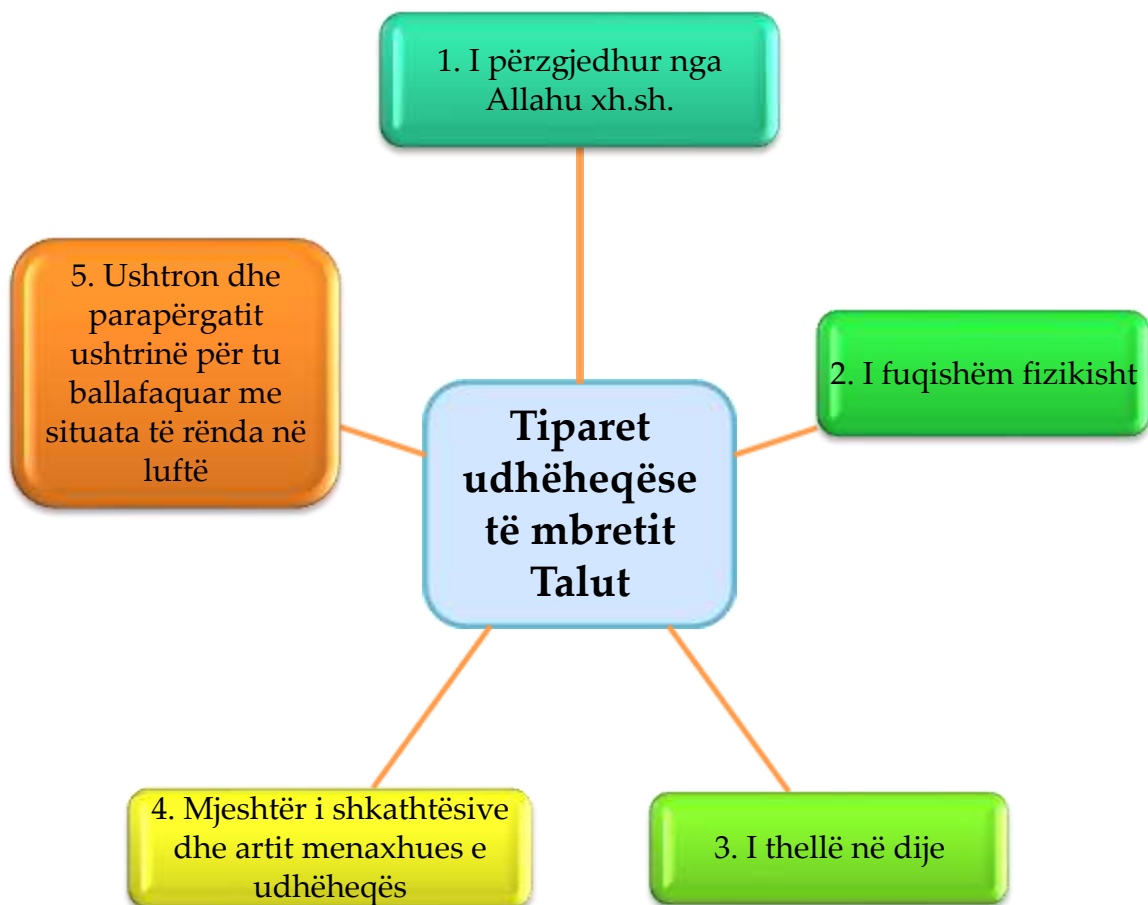 1. I përzgjedhur nga
Allahu xh.sh.
2. I fuqishëm fizikisht
3. I thellë në dije
4. Mjeshtër i shkathtësive
dhe artit menaxhues e
udhëheqës
5. Ushtron dhe
parapërgatit
ushtrinë për tu
ballafaquar me
situata të rënda në
luftë
Tiparet
udhëheqëse
të mbretit
Talut